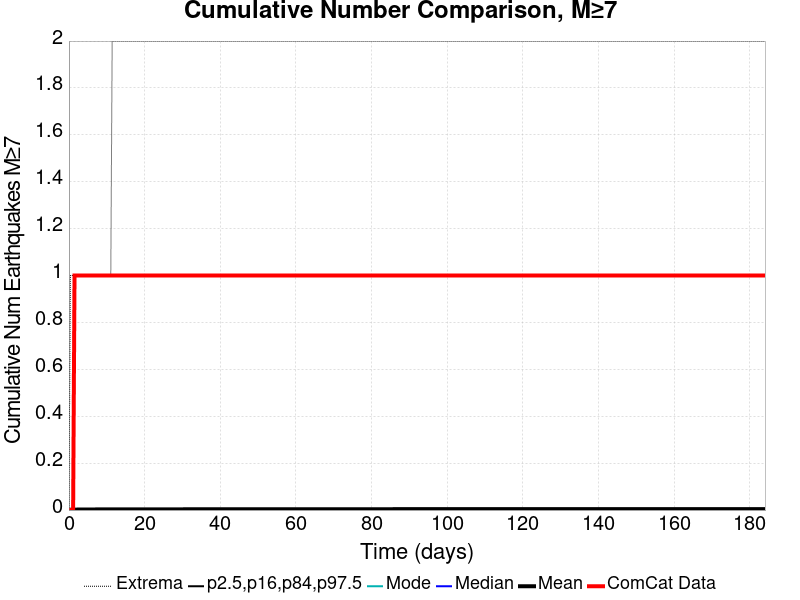 Cumulative Number Comparison, M≥7
Cumulative Num Earthquakes M≥7
2
1.8
1.6
1.4
1.2
1
0.8
0.6
0.4
0.2
0
0 20 40 60 80 100 120 140 160 180
Time (days)
Extrema p2.5,p16,p84,p97.5 Mode Median Mean ComCat Data